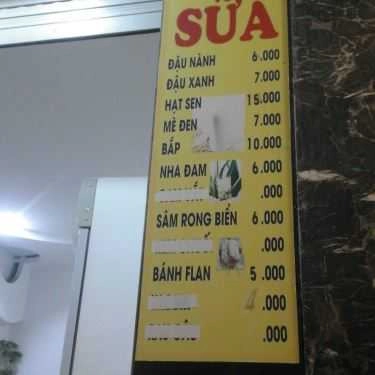 SỮA
ĐẬU NÀNH 6.000
ĐẬU XANH 7.000
HẠT SEN 15.000
MÈ ĐEN 7.000
BẮP 10.000
NHA ĐAM 6.000
.000
SÂM RONG BIỂN 6.000
.000
BÁNH FLAN 5.000
.000
.000